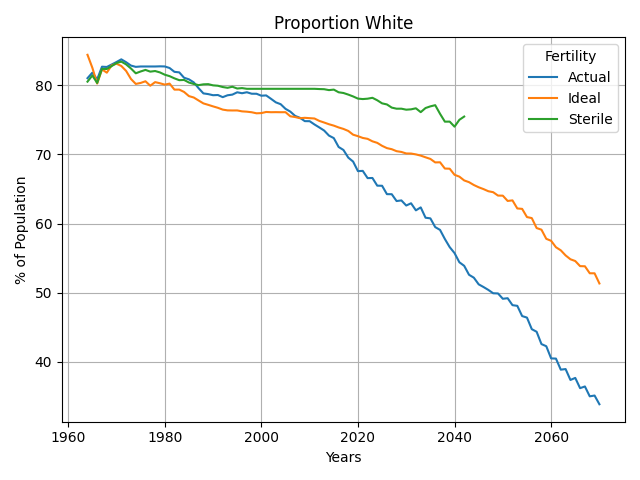 Proportion White
Fertility
Actual
Ideal
Sterile
% of Population
80
70
60
50
40
1960
1980
2000
2020
2040
2060
Years